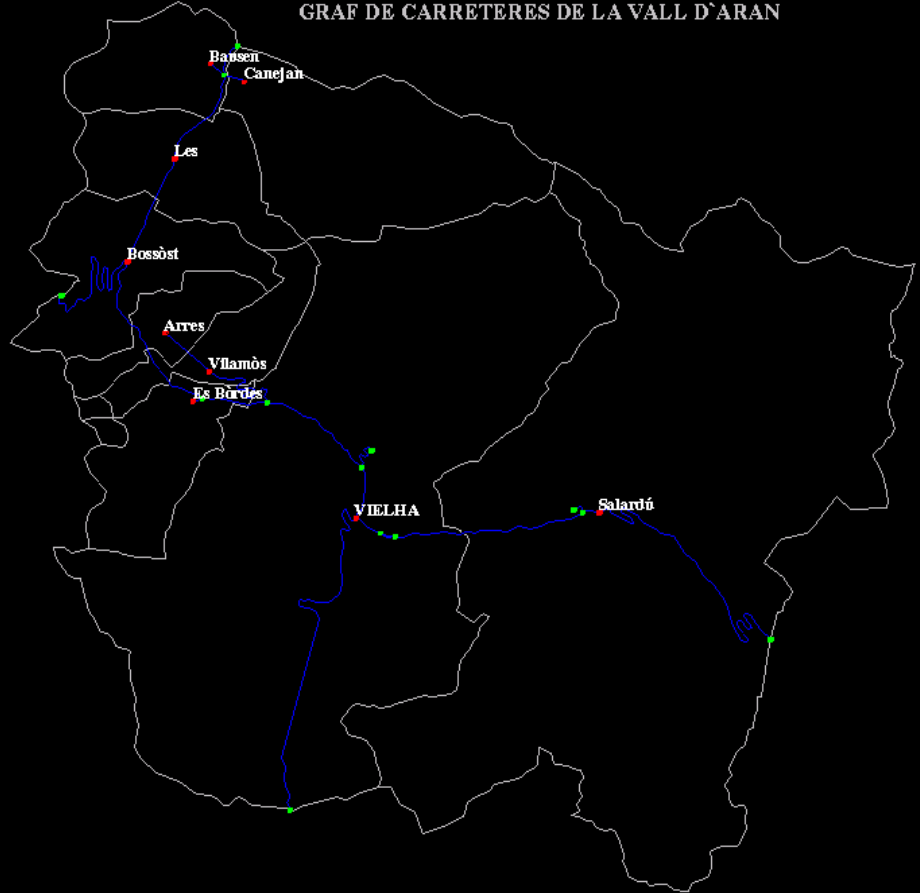 GRAF DE CARRETERES DE LA VALL D`ARAN
Bausen
Canejan
Les
Bossòst
Arres
Vilamòs
Es Bòrdes
VIELHA
Salardú